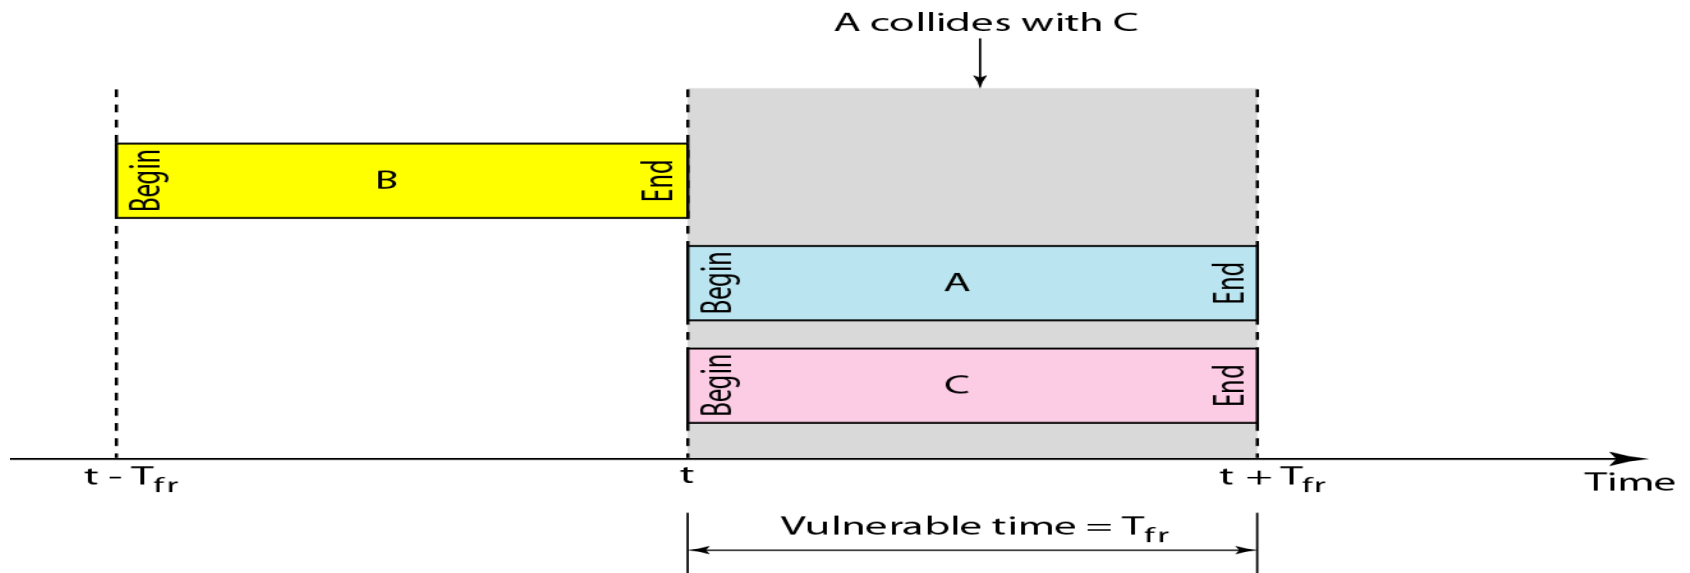 A collides with C
Begin B End
Begin A End
Begin C End
t - Tfr t t + Tfr
Time
Vulnerable time = Tfr